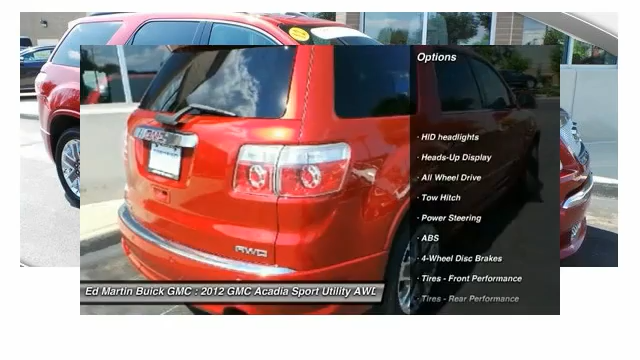 Options
· HID headlights
· Heads-Up Display
· All Wheel Drive
· Tow Hitch
· Power Steering
· ABS
· 4-Wheel Disc Brakes
· Tires - Front Performance
· Tires - Rear Performance
GMC
AWD
Ed Martin Buick GMC : 2012 GMC Acadia Sport Utility AWD